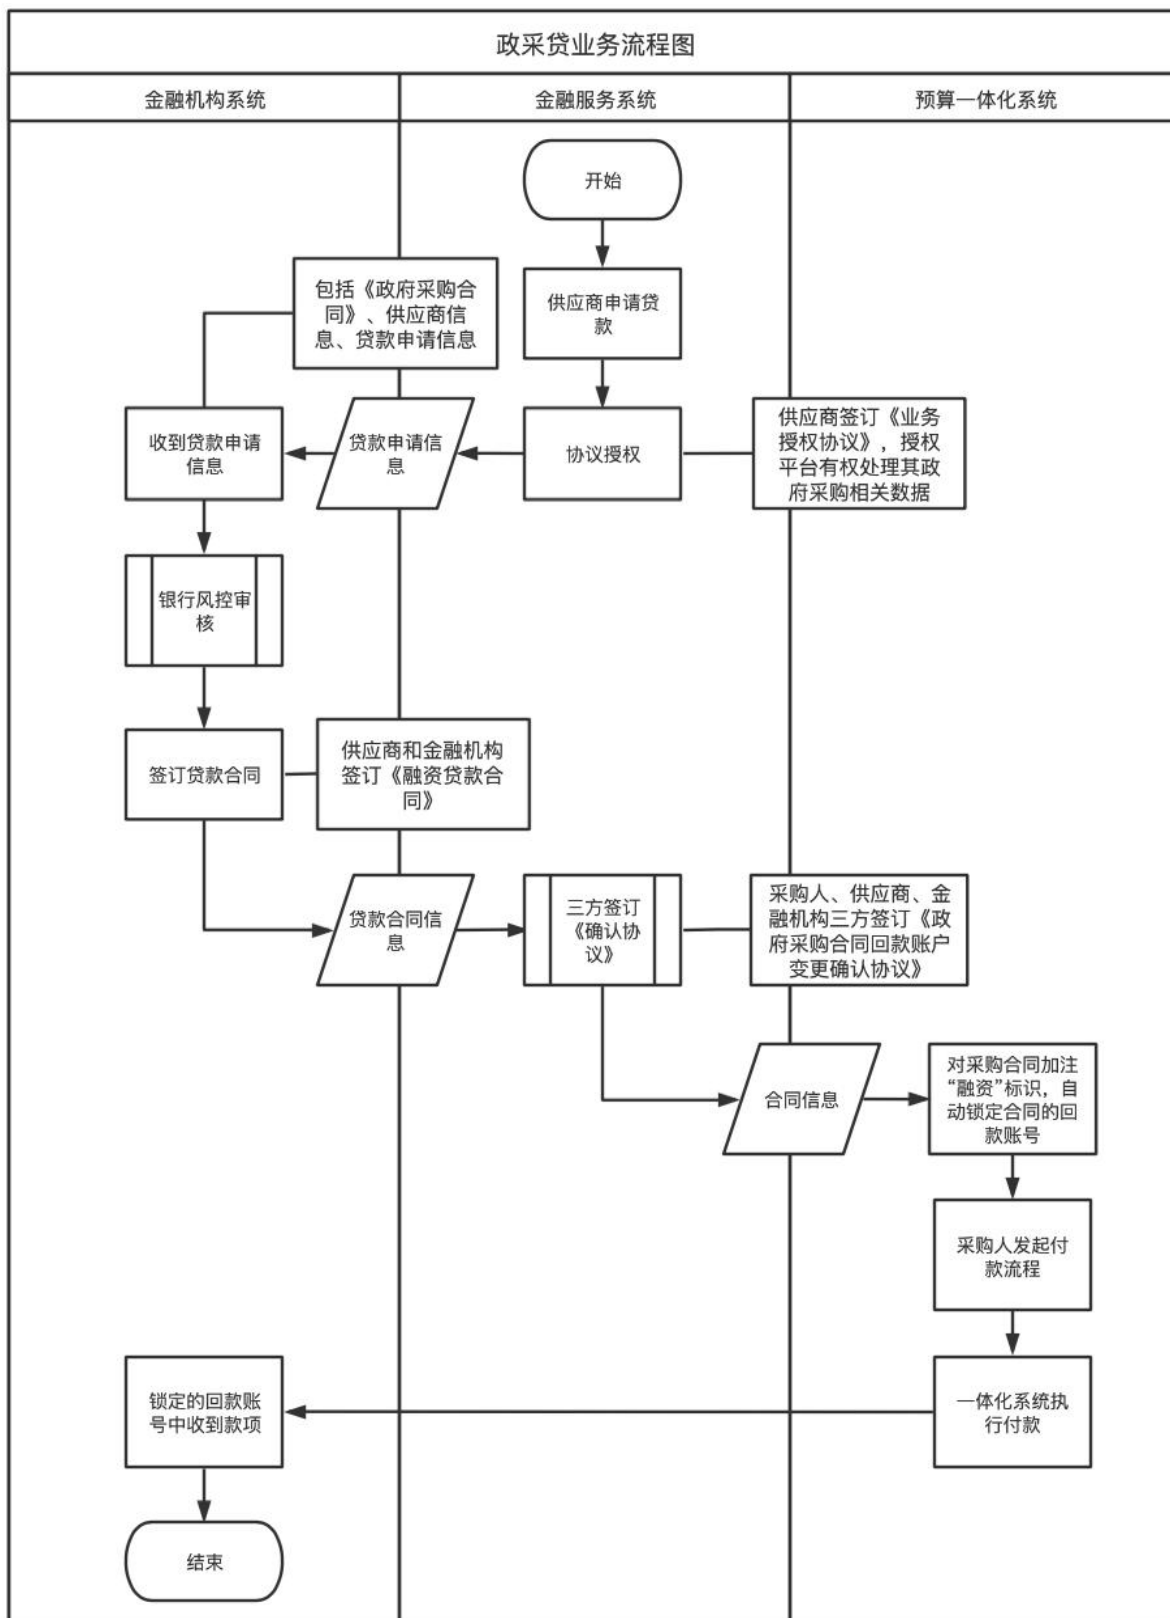 政采贷业务流程图
金融机构系统
金融服务系统
预算一体化系统
开始
供应商申请贷
款
包括《政府采购合
同》、供应商信
息、贷款申请信息
收到贷款申请
信息
贷款申请信
息
协议授权
供应商签订《业务
授权协议》，授权
平台有权处理其政
府采购相关数据
银行风控审
核
签订贷款合同
供应商和金融机构
签订《融资贷款合
同》
贷款合同信
息
三方签订
《确认协
议》
采购人、供应商、金
融机构三方签订《政
府采购合同回款账户
变更确认协议》
合同信息
对采购合同加注
“融资”标识，自
动锁定合同的回
款账号
采购人发起付
款流程
锁定的回款账
号中收到款项
一体化系统执
行付款
结束